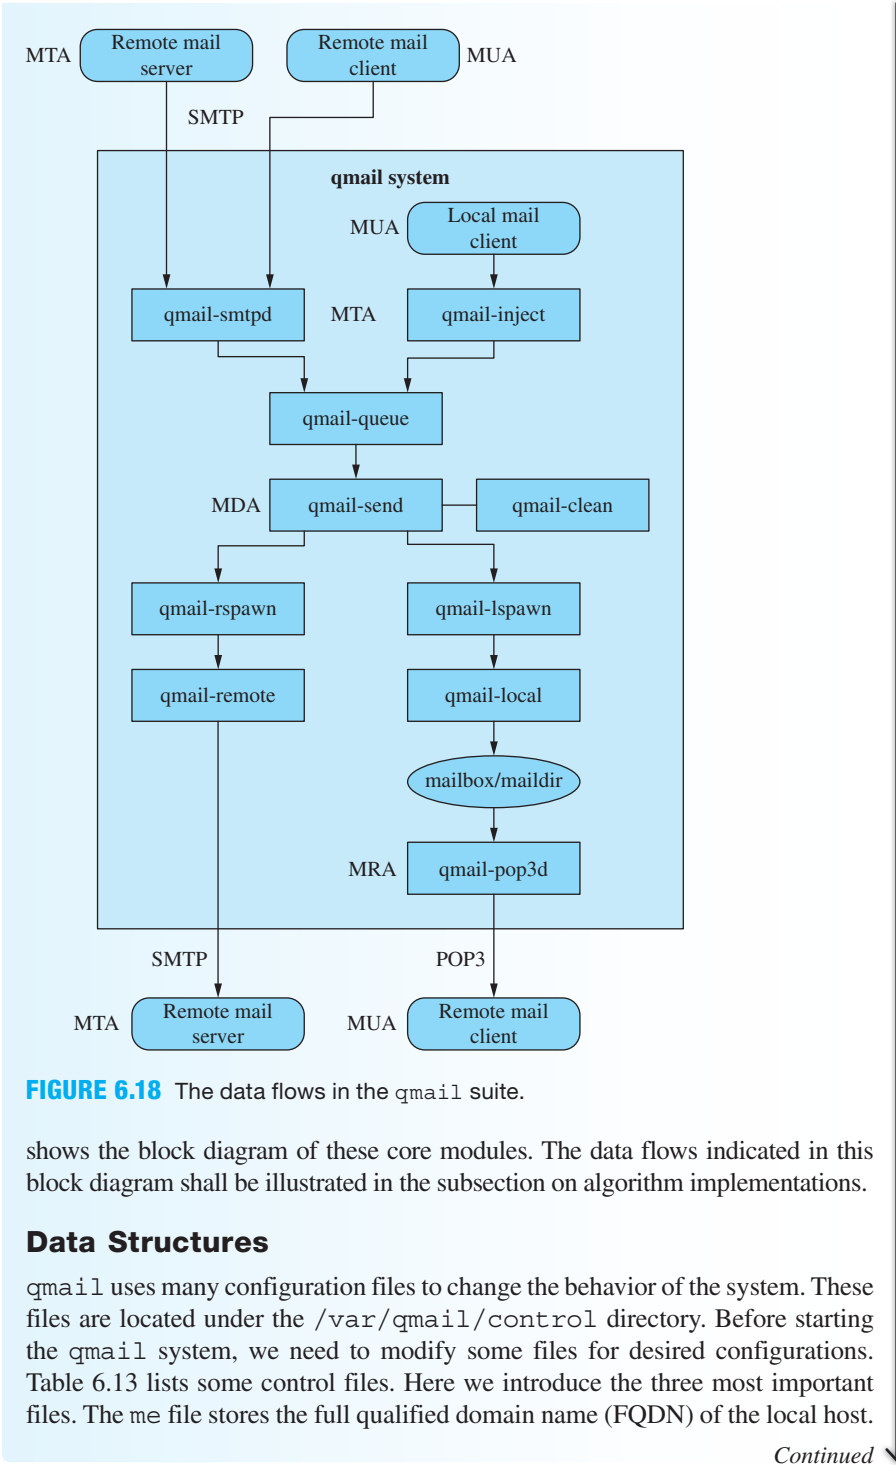 MTA
Remote mail
server
Remote mail
client
MUA
SMTP
qmail system
MUA
Local mail
client
qmail-smtpd
MTA
qmail-inject
qmail-queue
MDA
qmail-send
qmail-clean
qmail-rspawn
qmail-lspawn
qmail-remote
qmail-local
mailbox/maildir
MRA
qmail-pop3d
SMTP
POP3
MTA
Remote mail
server
MUA
Remote mail
client
FIGURE 6.18 The data flows in the qmail suite.
shows the block diagram of these core modules. The data flows indicated in this
block diagram shall be illustrated in the subsection on algorithm implementations.
Data Structures
qmail uses many configuration files to change the behavior of the system. These
files are located under the /var/qmail/control directory. Before starting
the qmail system, we need to modify some files for desired configurations.
Table 6.13 lists some control files. Here we introduce the three most important
files. The me file stores the full qualified domain name (FQDN) of the local host.
Continued